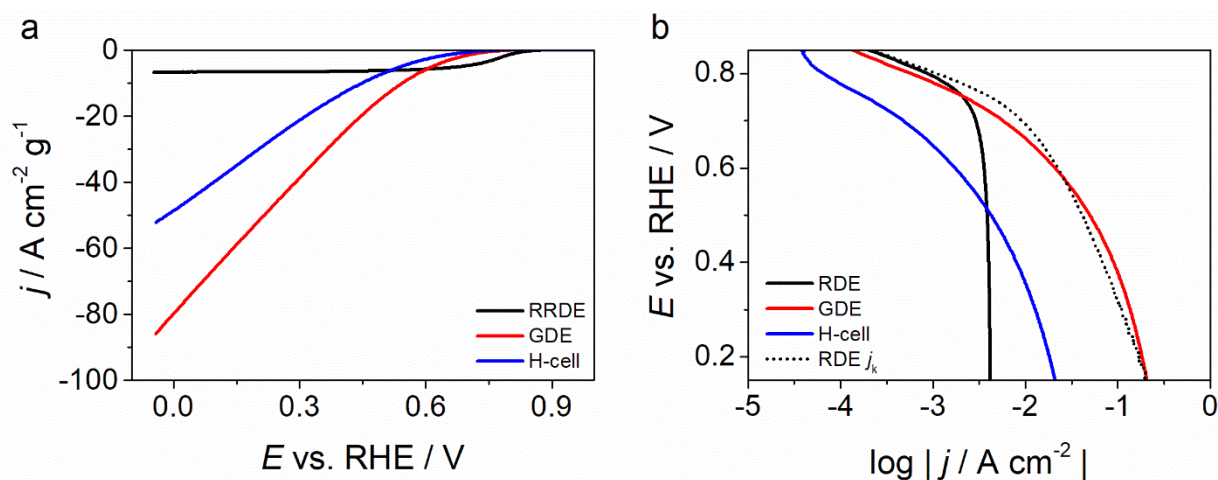 a
0
-20
-40
-60
-80
-100
j / A cm⁻² g⁻¹
0.0
0.3
0.6
0.9
E vs. RHE / V
RRDE
GDE
H-cell
b
0.8
0.6
0.4
0.2
E vs. RHE / V
-5
-4
-3
-2
-1
0
log | j / A cm⁻² |
RDE
GDE
H-cell
RDE jₖ